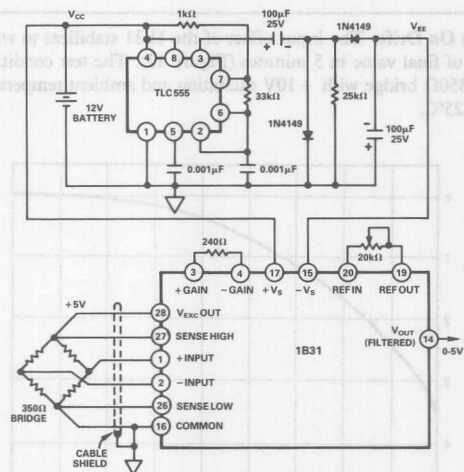 VCC
1kΩ
100µF
25V
1N4149
VEE
4
8
3
7
TLC 555
6
33kΩ
1N4149
25kΩ
+
12V
BATTERY
1
5
2
+
100µF
25V
0.001µF
0.001µF
240Ω
20kΩ
3
4
17
15
20
19
+ GAIN
− GAIN
+ VS
− VS
REF IN
REF OUT
+5V
28
VEXC OUT
27
SENSE HIGH
1
+ INPUT
2
− INPUT
26
SENSE LOW
16
COMMON
1B31
VOUT
(FILTERED)
14
0-5V
350Ω
BRIDGE
CABLE
SHIELD